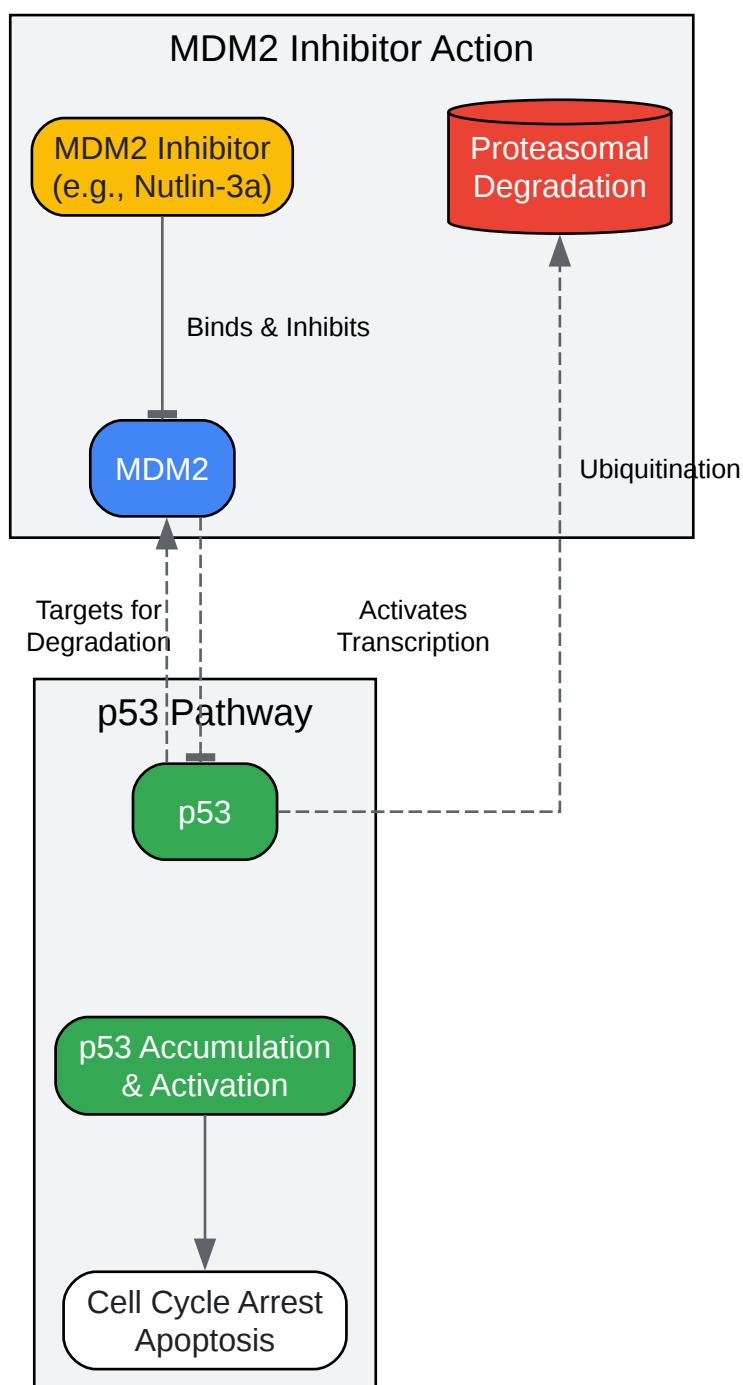 MDM2 Inhibitor Action
MDM2 Inhibitor
(e.g., Nutlin-3a)
Proteasomal
Degradation
Binds & Inhibits
MDM2
Ubiquitination
Targets for
Degradation
Activates
Transcription
p53 Pathway
p53
p53 Accumulation
& Activation
Cell Cycle Arrest
Apoptosis